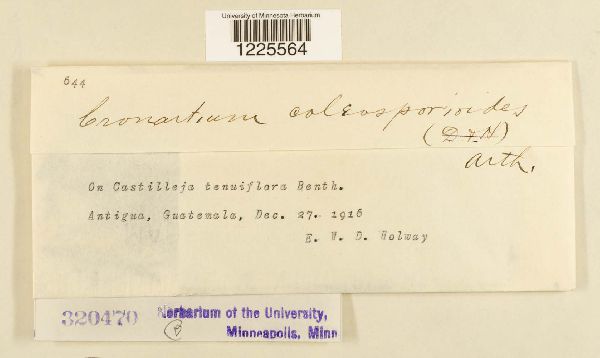 University of Minnesota Herbarium
1225564
644
Cronartium coleosporioides
(D & H)
Arth.
On Castilleja tenuiflora Benth.
Antigua, Guatemala, Dec. 27. 1916
E. W. D. Holway
320470
Herbarium of the University,
Minneapolis, Minn